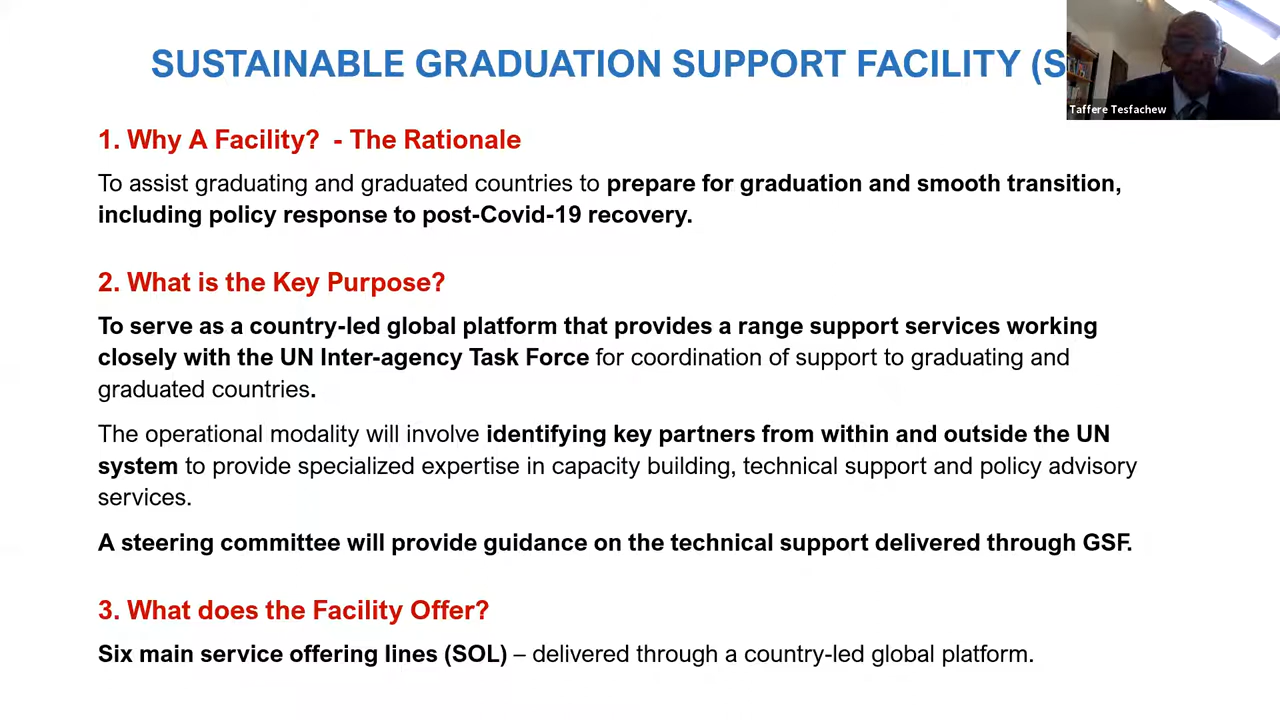 SUSTAINABLE GRADUATION SUPPORT FACILITY (S
Taffere Tesfachew
1. Why A Facility? - The Rationale
To assist graduating and graduated countries to prepare for graduation and smooth transition,
including policy response to post-Covid-19 recovery.
2. What is the Key Purpose?
To serve as a country-led global platform that provides a range support services working
closely with the UN Inter-agency Task Force for coordination of support to graduating and
graduated countries.
The operational modality will involve identifying key partners from within and outside the UN
system to provide specialized expertise in capacity building, technical support and policy advisory
services.
A steering committee will provide guidance on the technical support delivered through GSF.
3. What does the Facility Offer?
Six main service offering lines (SOL) – delivered through a country-led global platform.